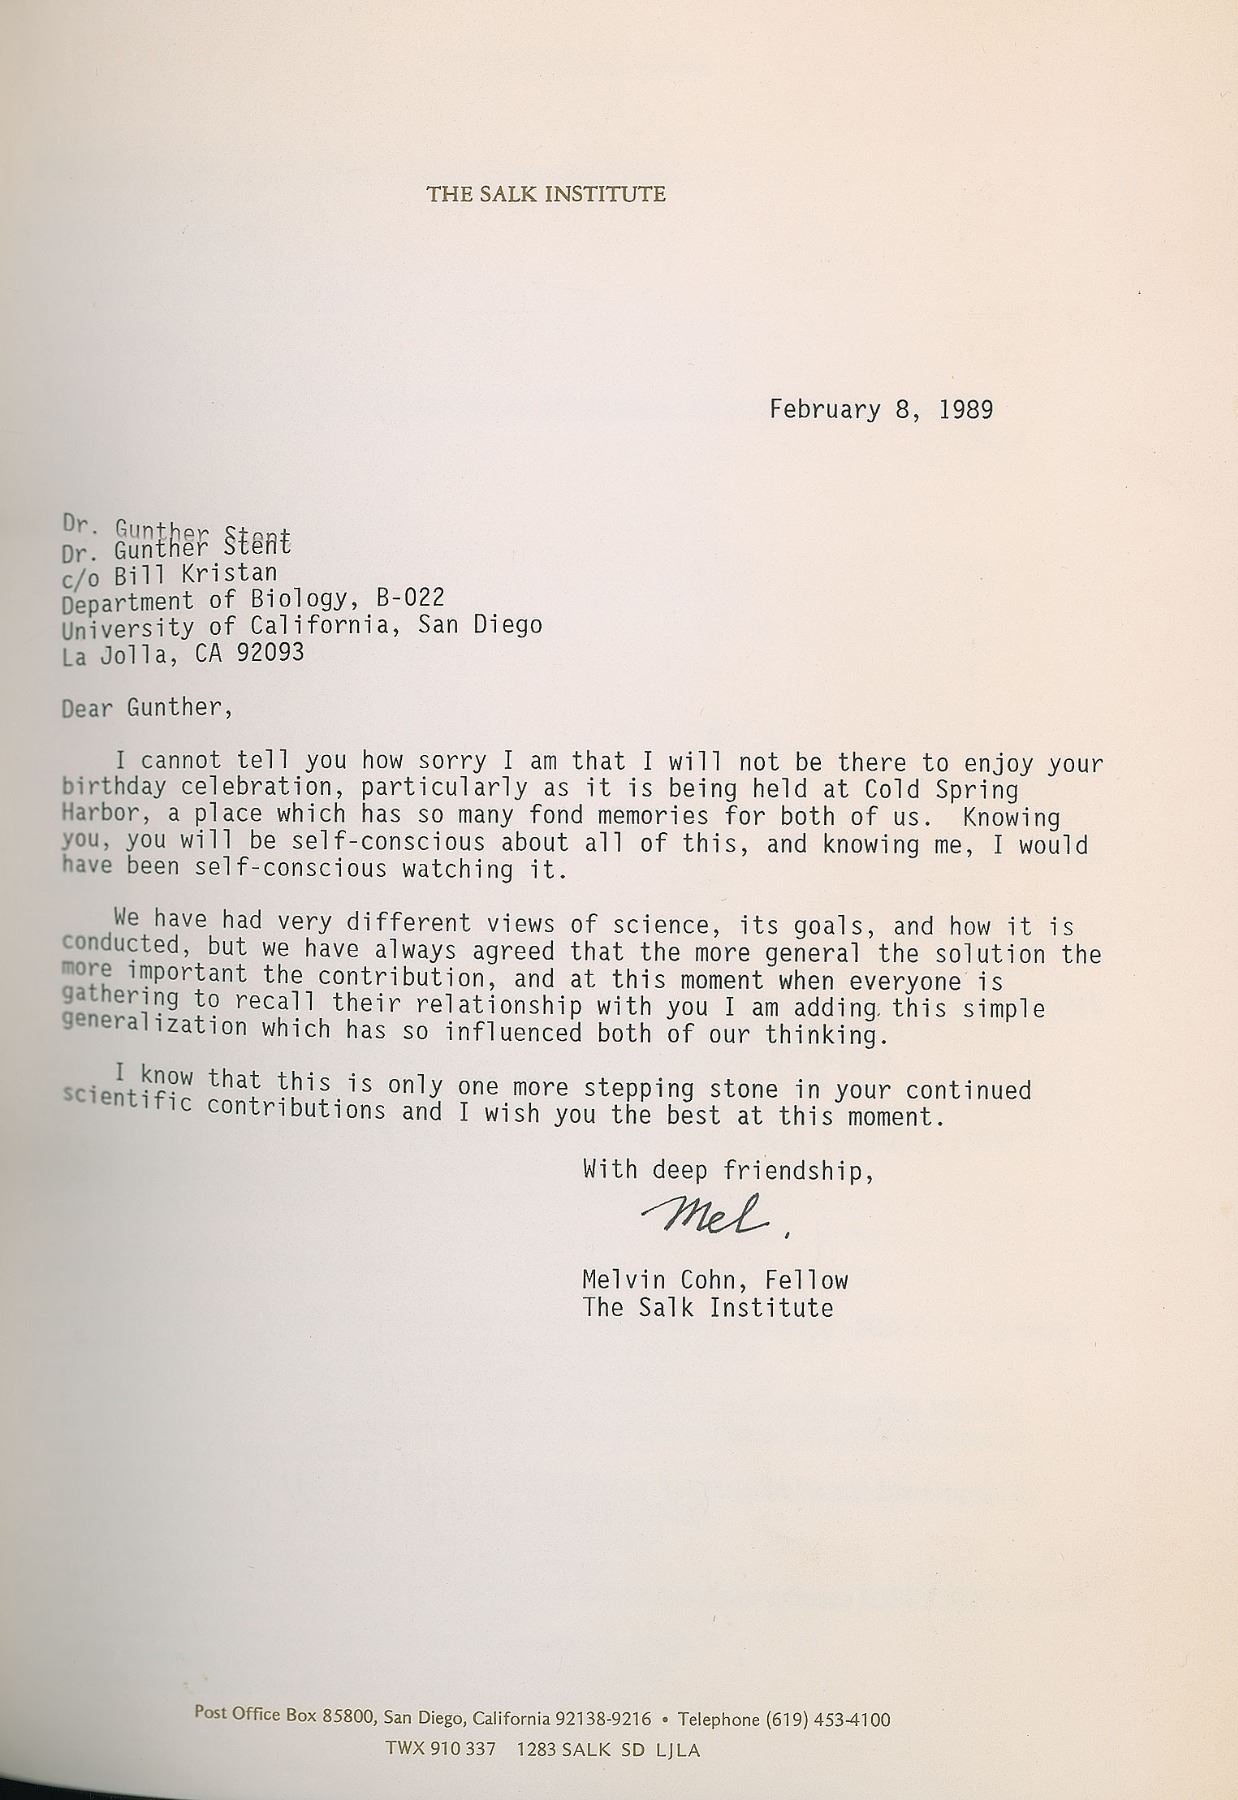 THE SALK INSTITUTE
February 8, 1989
Dr. Gunther Stent
Dr. Gunther Stent
c/o Bill Kristan
Department of Biology, B-022
University of California, San Diego
La Jolla, CA 92093
Dear Gunther,
I cannot tell you how sorry I am that I will not be there to enjoy your
birthday celebration, particularly as it is being held at Cold Spring
Harbor, a place which has so many fond memories for both of us.  Knowing
you, you will be self-conscious about all of this, and knowing me, I would
have been self-conscious watching it.
We have had very different views of science, its goals, and how it is
conducted, but we have always agreed that the more general the solution the
more important the contribution, and at this moment when everyone is
gathering to recall their relationship with you I am adding this simple
generalization which has so influenced both of our thinking.
I know that this is only one more stepping stone in your continued
scientific contributions and I wish you the best at this moment.
With deep friendship,
Mel.
Melvin Cohn, Fellow
The Salk Institute
Post Office Box 85800, San Diego, California 92138-9216 • Telephone (619) 453-4100
TWX 910 337 1283 SALK SD LJLA